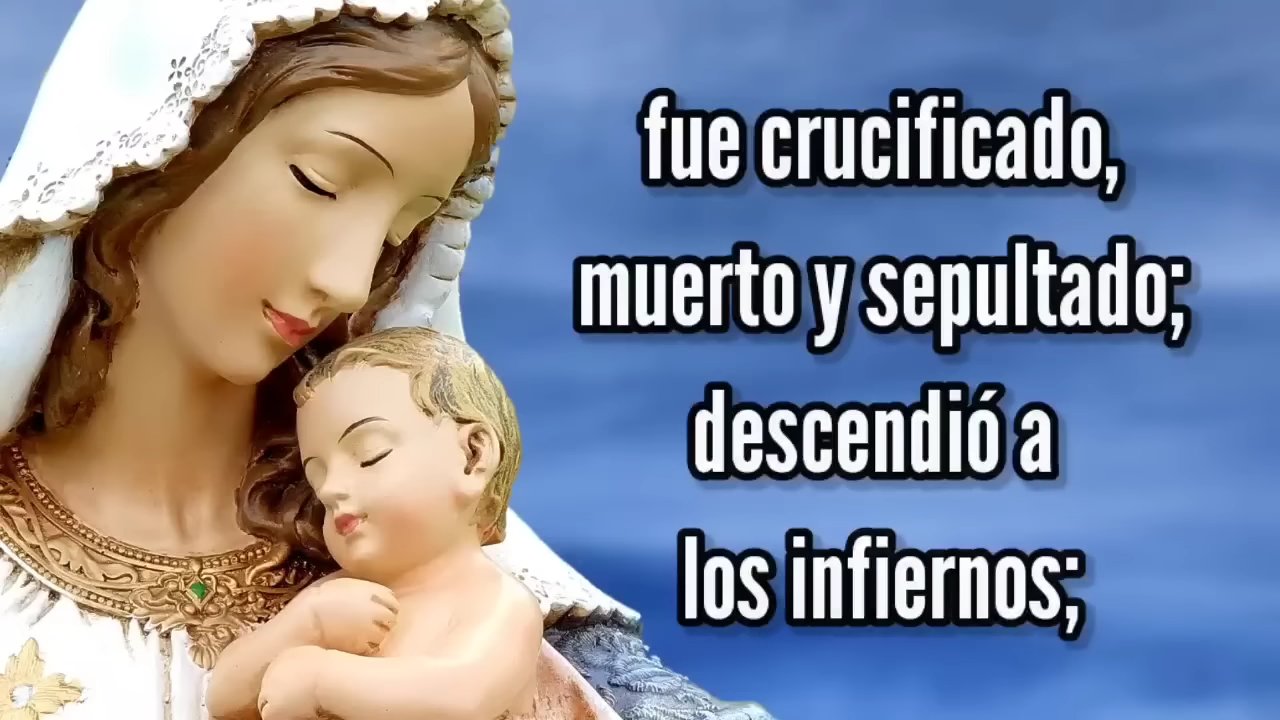 fue crucificado,
muerto y sepultado;
descendió a
los infiernos;